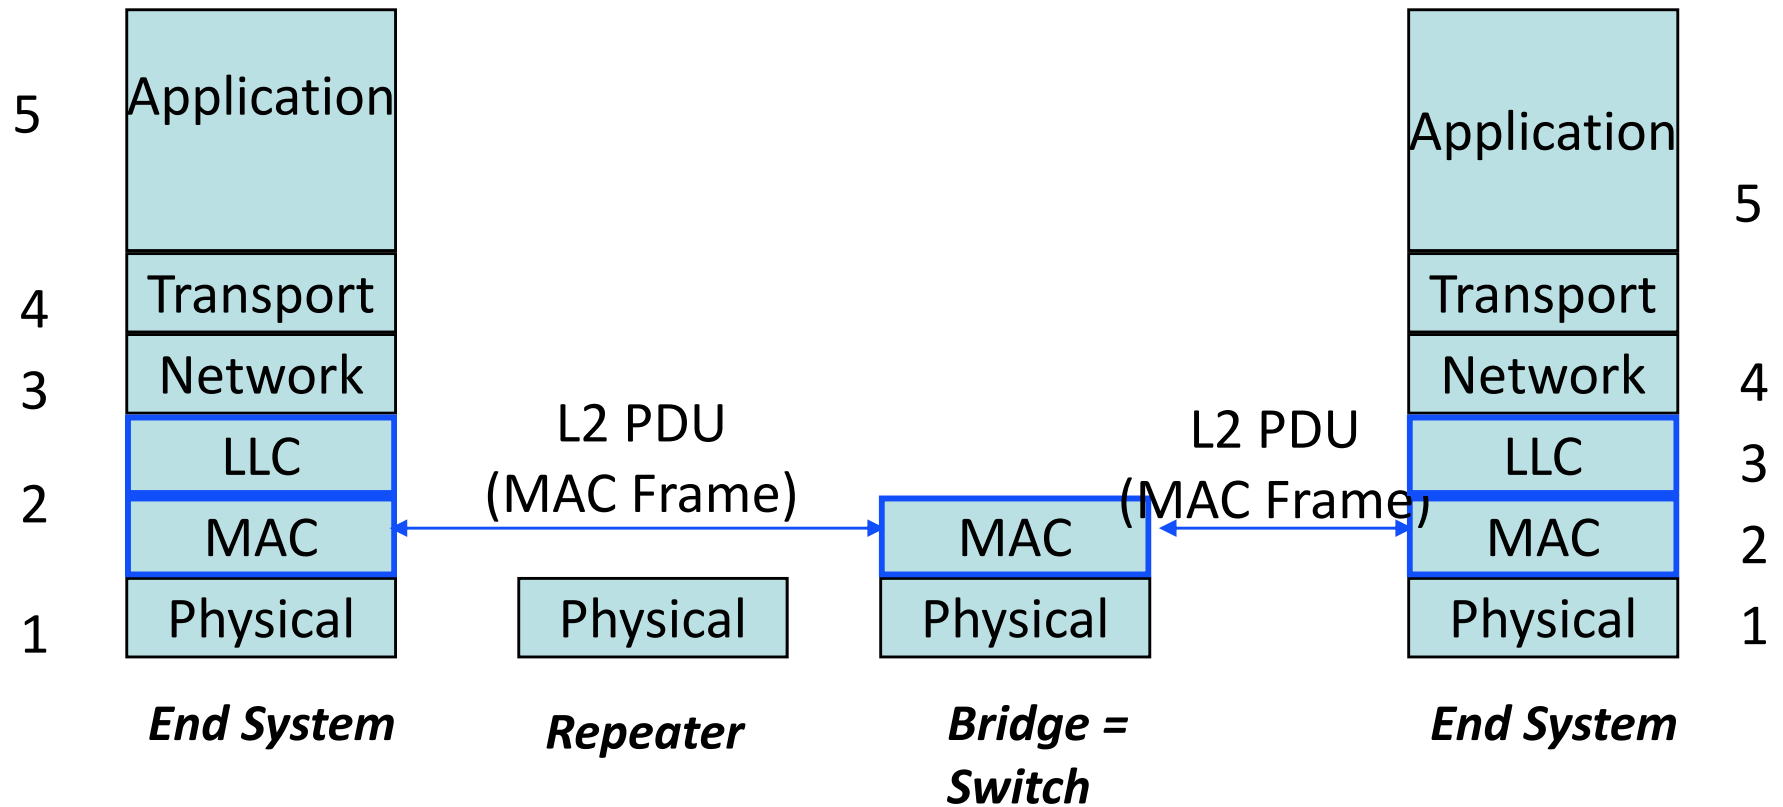 5
Application
4
Transport
3
Network
2
LLC
MAC
1
Physical
End System
L2 PDU
(MAC Frame)
Physical
Repeater
MAC
Physical
Bridge =
Switch
L2 PDU
(MAC Frame)
Application
5
Transport
Network
4
LLC
3
MAC
2
Physical
1
End System